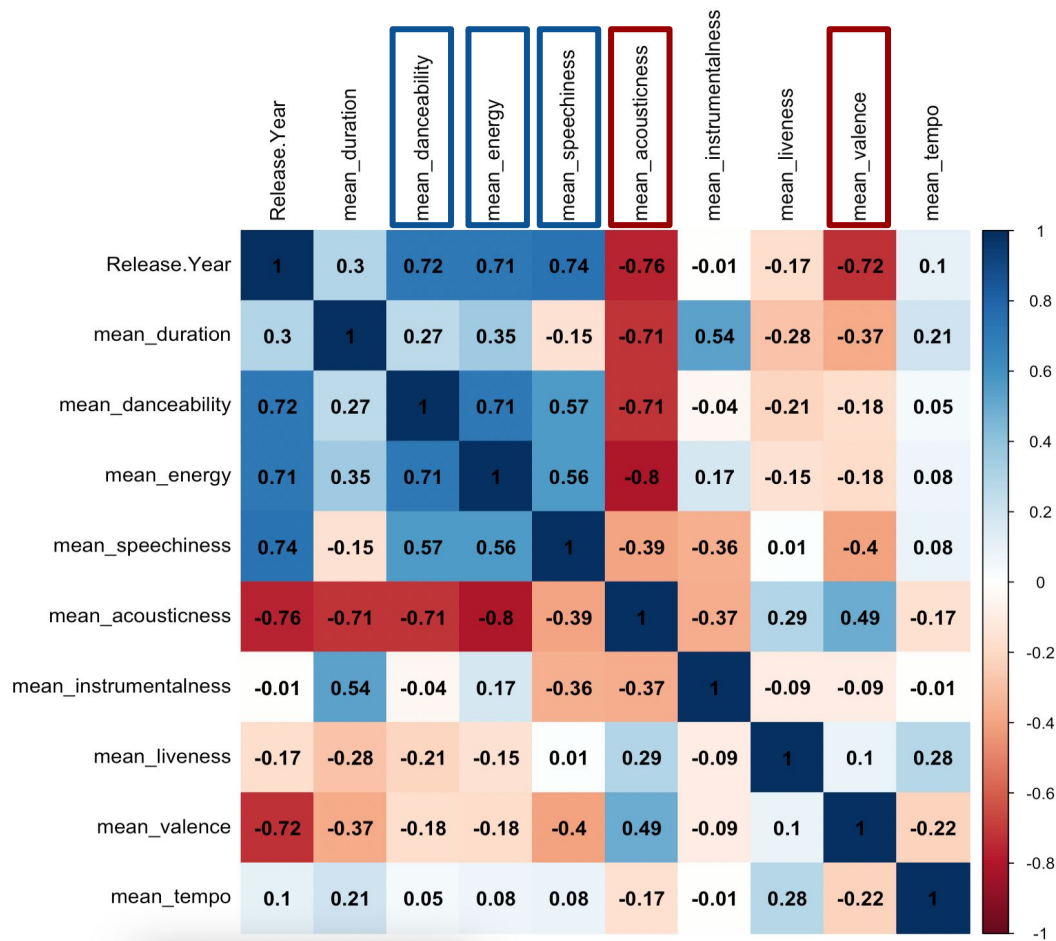 Release.Year
mean_duration
mean_danceability
mean_energy
mean_speechiness
mean_acousticness
mean_instrumentalness
mean_liveness
mean_valence
mean_tempo
Release.Year 1 0.3 0.72 0.71 0.74 -0.76 -0.01 -0.17 -0.72 0.1
mean_duration 0.3 1 0.27 0.35 -0.15 -0.71 0.54 -0.28 -0.37 0.21
mean_danceability 0.72 0.27 1 0.71 0.57 -0.71 -0.04 -0.21 -0.18 0.05
mean_energy 0.71 0.35 0.71 1 0.56 -0.8 0.17 -0.15 -0.18 0.08
mean_speechiness 0.74 -0.15 0.57 0.56 1 -0.39 -0.36 0.01 -0.4 0.08
mean_acousticness -0.76 -0.71 -0.71 -0.8 -0.39 1 -0.37 0.29 0.49 -0.17
mean_instrumentalness -0.01 0.54 -0.04 0.17 -0.36 -0.37 1 -0.09 -0.09 -0.01
mean_liveness -0.17 -0.28 -0.21 -0.15 0.01 0.29 -0.09 1 0.1 0.28
mean_valence -0.72 -0.37 -0.18 -0.18 -0.4 0.49 -0.09 0.1 1 -0.22
mean_tempo 0.1 0.21 0.05 0.08 0.08 -0.17 -0.01 0.28 -0.22 1
1
0.8
0.6
0.4
0.2
0
-0.2
-0.4
-0.6
-0.8
-1